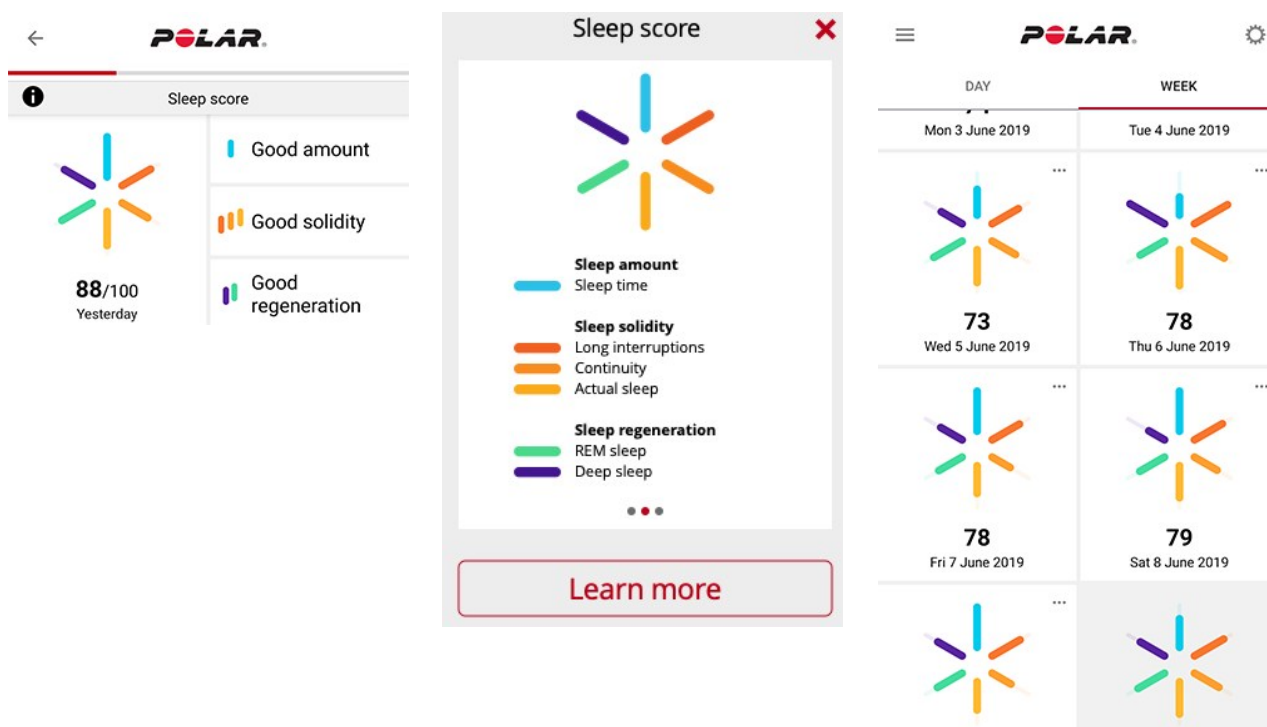 POLAR
Sleep score
Good amount
Good solidity
Good
regeneration
88/100
Yesterday
Sleep score
Sleep amount
Sleep time
Sleep solidity
Long interruptions
Continuity
Actual sleep
Sleep regeneration
REM sleep
Deep sleep
Learn more
POLAR
DAY
WEEK
Mon 3 June 2019
Tue 4 June 2019
73
Wed 5 June 2019
78
Thu 6 June 2019
78
Fri 7 June 2019
79
Sat 8 June 2019